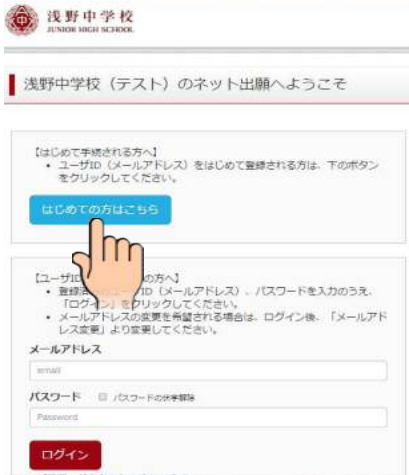 浅野中学校
JUNIOR HIGH SCHOOL
浅野中学校（テスト）のネット出願へようこそ
【はじめて手続される方へ】
・ ユーザID（メールアドレス）をはじめて登録される方は、下のボタン
をクリックしてください。
はじめての方はこちら
【ユーザID の方へ】
・ 登録済 ID（メールアドレス）、パスワードを入力のうえ、
「ログイン」をクリックしてください。
・ メールアドレスの変更を希望される場合は、ログイン後、「メールアド
レス変更」より変更してください。
メールアドレス
email
パスワード パスワードの伏字解除
Password
ログイン